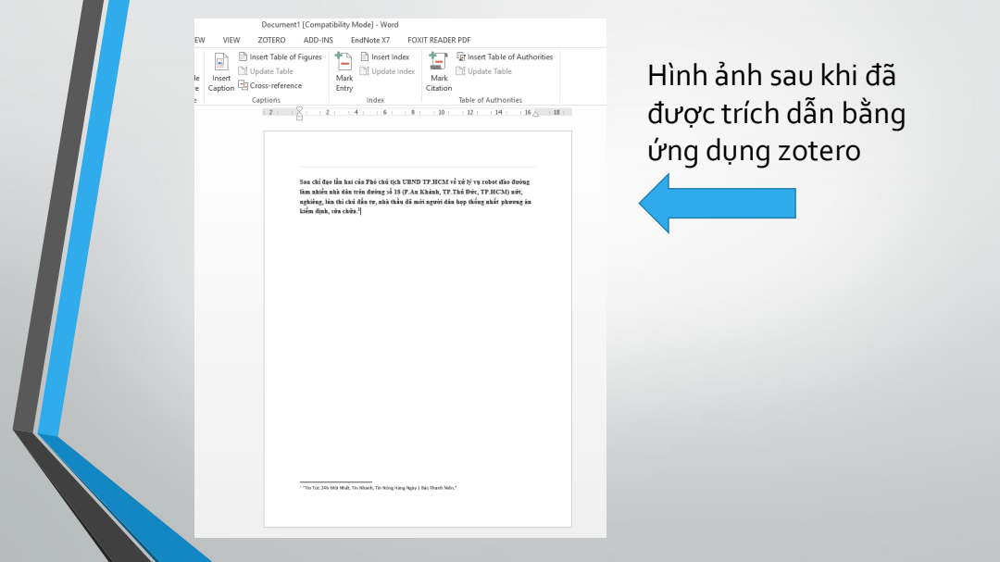 Document1 [Compatibility Mode] - Word
EW VIEW ZOTERO ADD-INS EndNote X7 FOXIT READER PDF
Insert Table of Figures
Update Table
Cross-reference
Insert Caption
Captions
Insert Index
Update Index
Mark Entry
Index
Insert Table of Authorities
Update Table
Mark Citation
Table of Authorities
2 2 4 6 8 10 12 14 16 18
Sau chỉ đạo lần hai của Phó chủ tịch UBND TP.HCM về xử lý vụ robot đào đường
làm nhiều nhà dân trên đường số 18 (P.An Khánh, TP.Thủ Đức, TP.HCM) nứt,
nghiêng, lún thì chủ đầu tư, nhà thầu đã mời người dân họp thống nhất phương án
kiểm định, sửa chữa.1
1 "Tin Tức 24h Mới Nhất, Tin Nhanh, Tin Nóng Hàng Ngày | Báo Thanh Niên."
Hình ảnh sau khi đã
được trích dẫn bằng
ứng dụng zotero